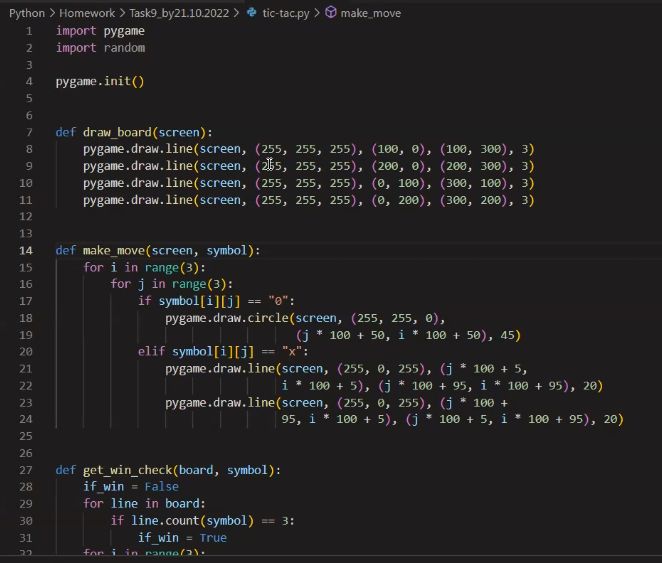 Python > Homework > Task9_by21.10.2022 > tic-tac.py > make_move
1 import pygame
2 import random
3
4 pygame.init()
5
6
7 def draw_board(screen):
8     pygame.draw.line(screen, (255, 255, 255), (100, 0), (100, 300), 3)
9     pygame.draw.line(screen, (255, 255, 255), (200, 0), (200, 300), 3)
10     pygame.draw.line(screen, (255, 255, 255), (0, 100), (300, 100), 3)
11     pygame.draw.line(screen, (255, 255, 255), (0, 200), (300, 200), 3)
12
13
14 def make_move(screen, symbol):
15     for i in range(3):
16         for j in range(3):
17             if symbol[i][j] == "0":
18                 pygame.draw.circle(screen, (255, 255, 0),
19                                    (j * 100 + 50, i * 100 + 50), 45)
20             elif symbol[i][j] == "x":
21                 pygame.draw.line(screen, (255, 0, 255), (j * 100 + 5,
22                                  i * 100 + 5), (j * 100 + 95, i * 100 + 95), 20)
23                 pygame.draw.line(screen, (255, 0, 255), (j * 100 +
24                                  95, i * 100 + 5), (j * 100 + 5, i * 100 + 95), 20)
25
26
27 def get_win_check(board, symbol):
28     if_win = False
29     for line in board:
30         if line.count(symbol) == 3:
31             if_win = True
32     for i in range(3):